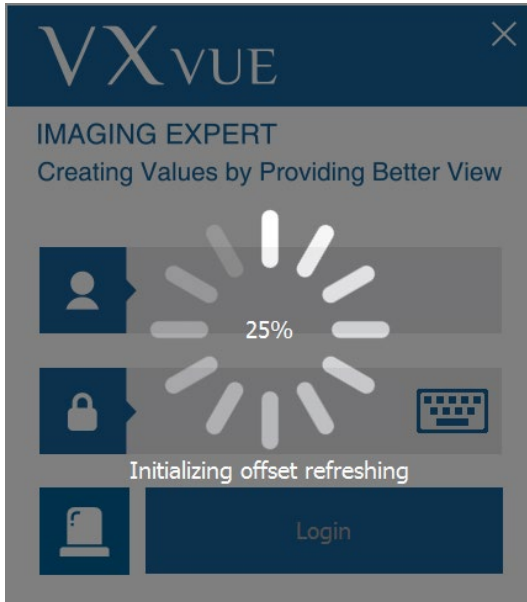 VXVUE
IMAGING EXPERT
Creating Values by Providing Better View
25%
Initializing offset refreshing
Login